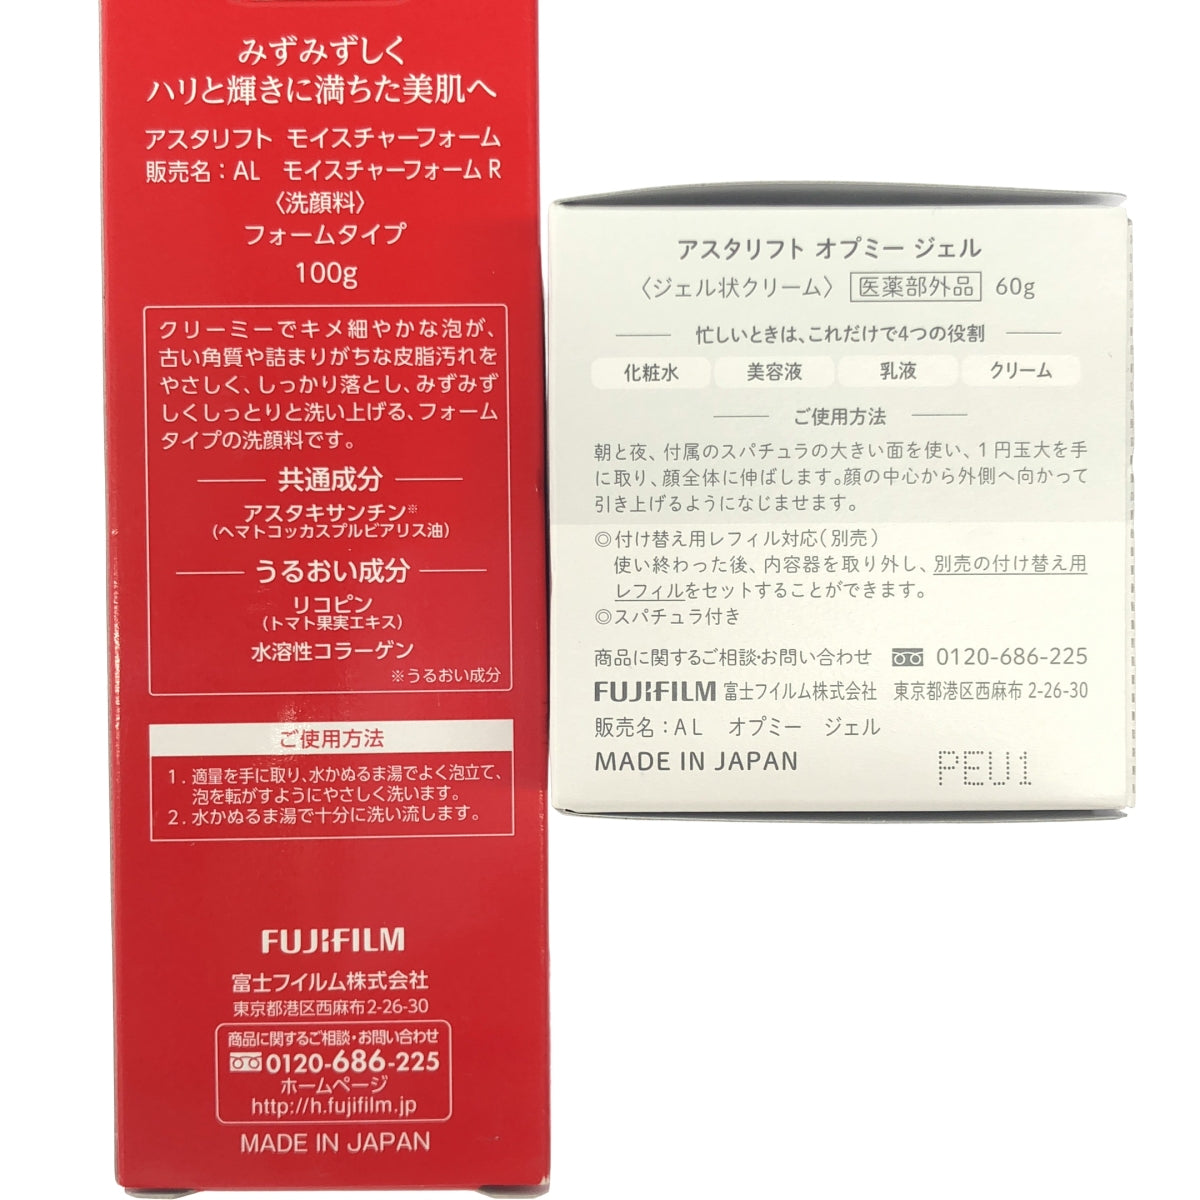 みずみずしく
ハリと輝きに満ちた美肌へ
アスタリフト モイスチャーフォーム
販売名：AL モイスチャーフォーム R
〈洗顔料〉
フォームタイプ
100g
クリーミーでキメ細やかな泡が、
古い角質や詰まりがちな皮脂汚れを
やさしく、しっかり落とし、みずみず
しくしっとりと洗い上げる、フォーム
タイプの洗顔料です。
共通成分
アスタキサンチン※
(ヘマトコッカスプルビアリス油)
うるおい成分
リコピン
(トマト果実エキス)
水溶性コラーゲン
※うるおい成分
ご使用方法
1. 適量を手に取り、水かぬるま湯でよく泡立て、
泡を転がすようにやさしく洗います。
2. 水かぬるま湯で十分に洗い流します。
FUJIFILM
富士フイルム株式会社
東京都港区西麻布2-26-30
商品に関するご相談・お問い合わせ
0120-686-225
ホームページ
http://h.fujifilm.jp
MADE IN JAPAN
アスタリフト オプミー ジェル
〈ジェル状クリーム〉 医薬部外品 60g
忙しいときは、これだけで4つの役割
化粧水 美容液 乳液 クリーム
ご使用方法
朝と夜、付属のスパチュラの大きい面を使い、1円玉大を手
に取り、顔全体に伸ばします。顔の中心から外側へ向かって
引き上げるようになじませます。
◎付け替え用レフィル対応(別売)
使い終わった後、内容器を取り外し、別売の付け替え用
レフィルをセットすることができます。
◎スパチュラ付き
商品に関するご相談・お問い合わせ 0120-686-225
FUJIFILM 富士フイルム株式会社 東京都港区西麻布 2-26-30
販売名：AL オプミー ジェル
MADE IN JAPAN
PEU1